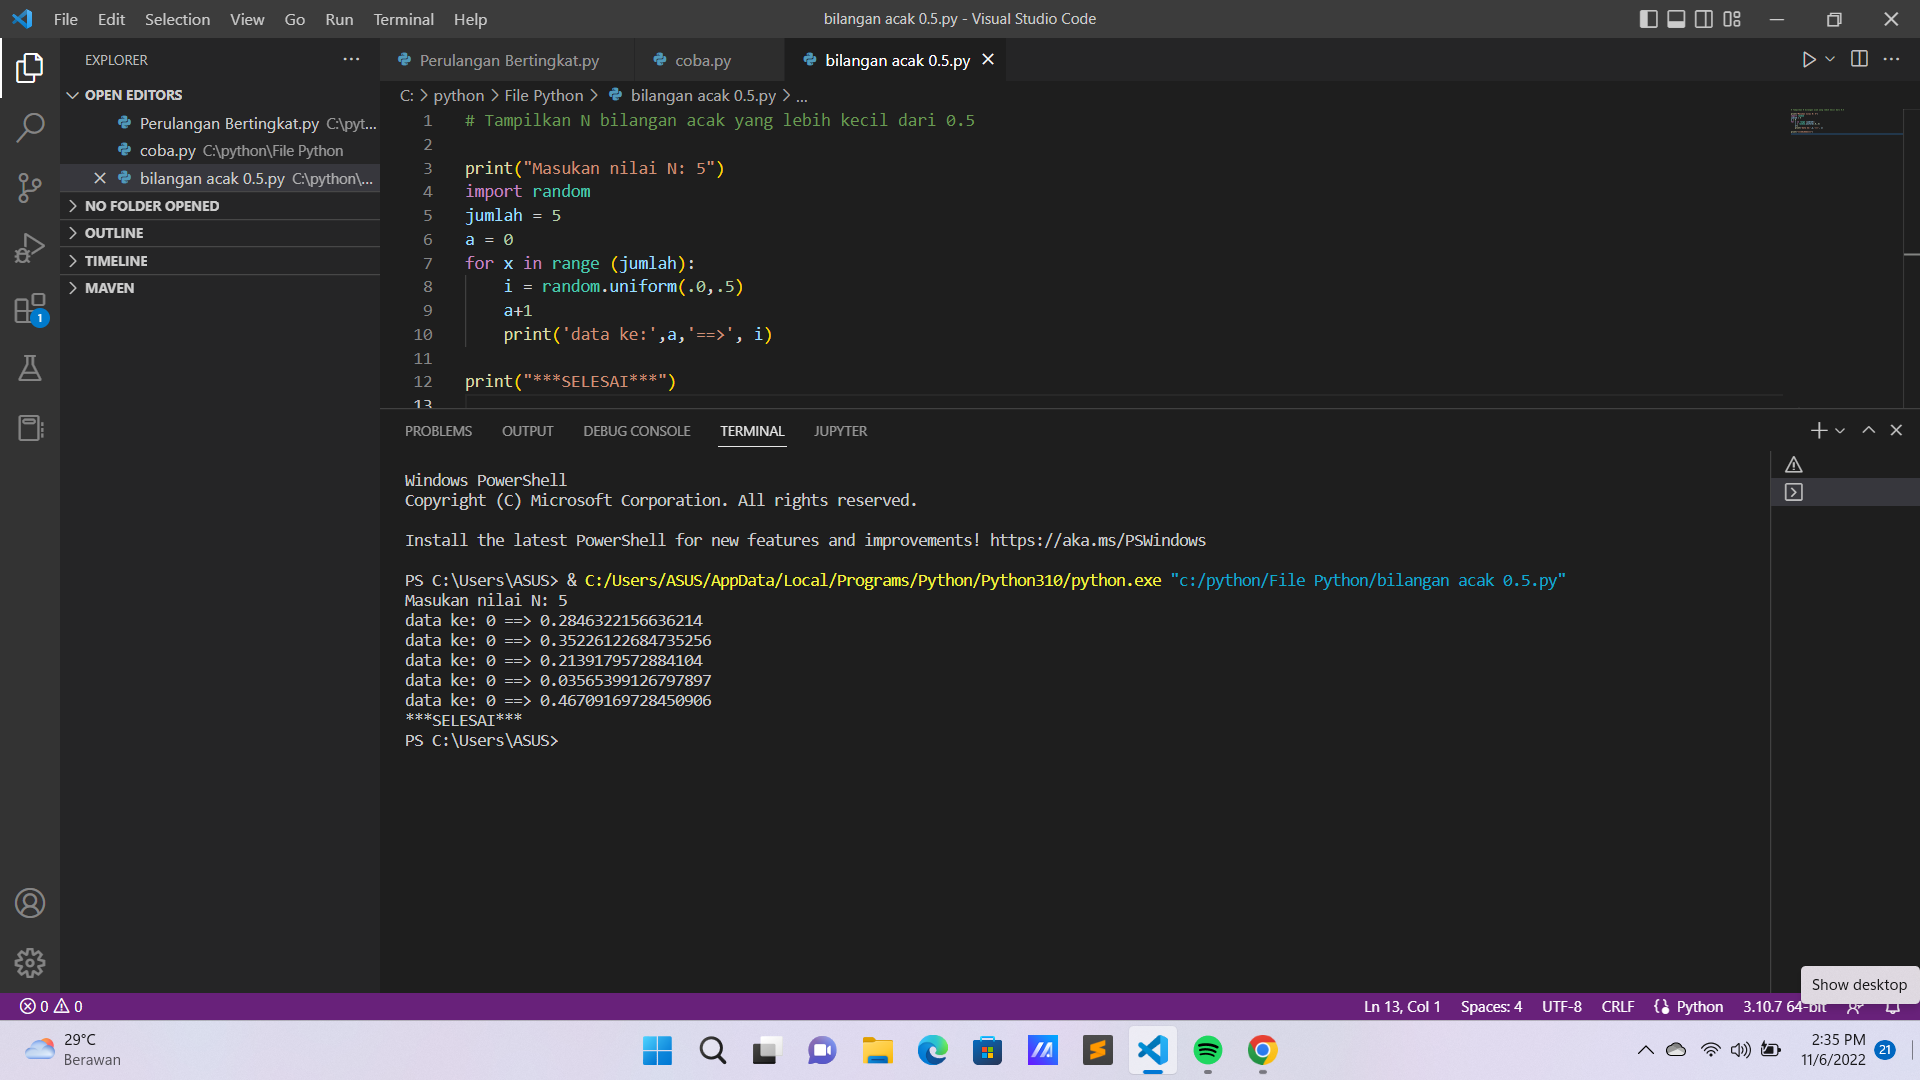 File Edit Selection View Go Run Terminal Help
bilangan acak 0.5.py - Visual Studio Code
EXPLORER
OPEN EDITORS
Perulangan Bertingkat.py C:\pyt...
coba.py C:\python\File Python
bilangan acak 0.5.py C:\python\...
NO FOLDER OPENED
OUTLINE
TIMELINE
MAVEN
1
Perulangan Bertingkat.py coba.py bilangan acak 0.5.py
C: > python > File Python > bilangan acak 0.5.py > ...
1 # Tampilkan N bilangan acak yang lebih kecil dari 0.5
2
3 print("Masukan nilai N: 5")
4 import random
5 jumlah = 5
6 a = 0
7 for x in range (jumlah):
8 i = random.uniform(.0,.5)
9 a+1
10 print('data ke:',a,'==>', i)
11
12 print("***SELESAI***")
13
PROBLEMS OUTPUT DEBUG CONSOLE TERMINAL JUPYTER
Windows PowerShell
Copyright (C) Microsoft Corporation. All rights reserved.
Install the latest PowerShell for new features and improvements! https://aka.ms/PSWindows
PS C:\Users\ASUS> & C:/Users/ASUS/AppData/Local/Programs/Python/Python310/python.exe "c:/python/File Python/bilangan acak 0.5.py"
Masukan nilai N: 5
data ke: 0 ==> 0.2846322156636214
data ke: 0 ==> 0.35226122684735256
data ke: 0 ==> 0.2139179572884104
data ke: 0 ==> 0.03565399126797897
data ke: 0 ==> 0.46709169728450906
***SELESAI***
PS C:\Users\ASUS>
Show desktop
0 0
Ln 13, Col 1 Spaces: 4 UTF-8 CRLF Python 3.10.7 64-bit
29°C
Berawan
2:35 PM
11/6/2022
21